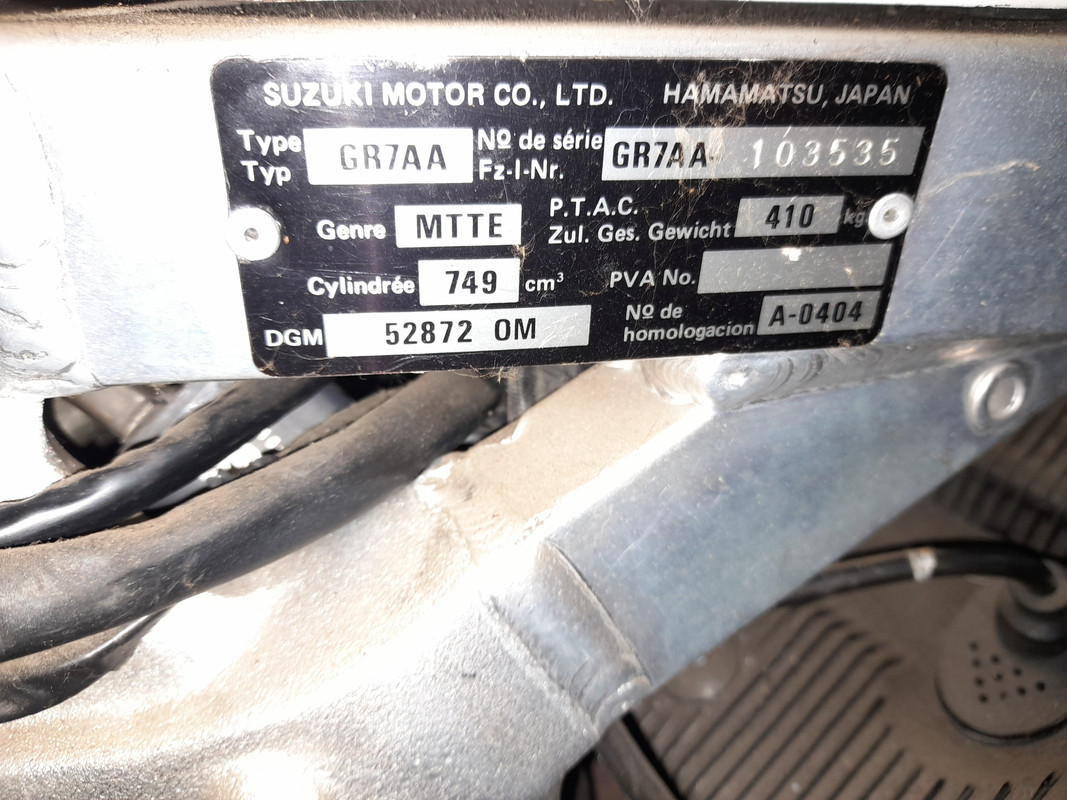 SUZUKI MOTOR CO., LTD. HAMAMATSU, JAPAN
Type GR7AA Nº de série GR7AA- 103535
Typ Fz-I-Nr.
Genre MTTE P.T.A.C. 410 kg
Zul. Ges. Gewicht
Cylindrée 749 cm³ PVA No.
DGM 52872 OM Nº de homologacion A-0404